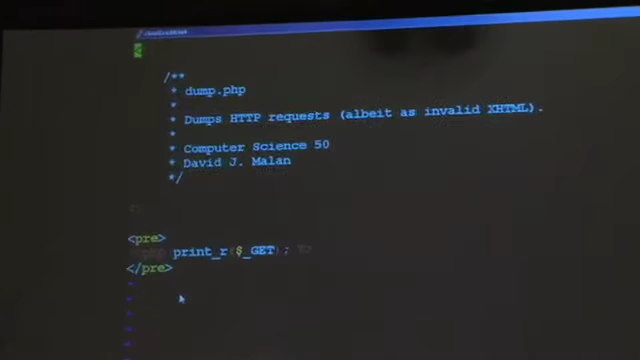 /**
* dump.php
*
* Dumps HTTP requests (albeit as invalid XHTML).
*
* Computer Science 50
* David J. Malan
*/
<pre>
print_r($_GET);
</pre>
~
~
~
~
~